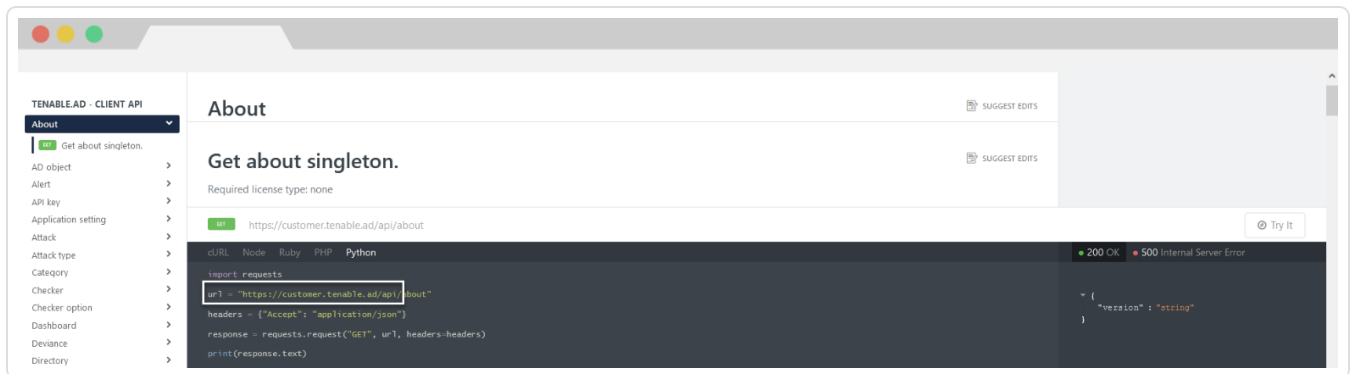 TENABLE.AD - CLIENT API
About
GET Get about singleton.
AD object
Alert
API key
Application setting
Attack
Attack type
Category
Checker
Checker option
Dashboard
Deviance
Directory
About
SUGGEST EDITS
Get about singleton.
SUGGEST EDITS
Required license type: none
GET https://customer.tenable.ad/api/about
Try It
cURL Node Ruby PHP Python
import requests
url = "https://customer.tenable.ad/api/about"
headers = {"Accept": "application/json"}
response = requests.request("GET", url, headers=headers)
print(response.text)
200 OK 500 Internal Server Error
{
"version" : "string"
}